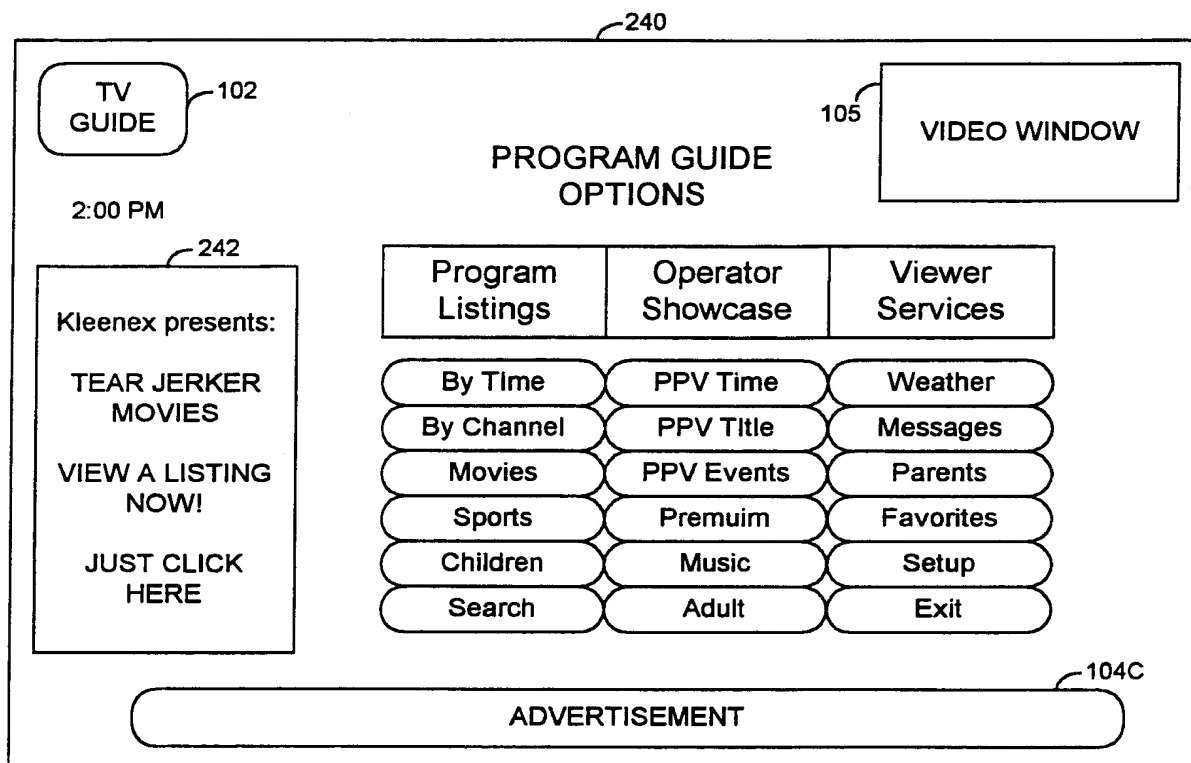 240
TV
GUIDE
102
105
VIDEO WINDOW
PROGRAM GUIDE
OPTIONS
2:00 PM
242
Kleenex presents:
TEAR JERKER
MOVIES
VIEW A LISTING
NOW!
JUST CLICK
HERE
Program
Listings
Operator
Showcase
Viewer
Services
By Time
PPV Time
Weather
By Channel
PPV Title
Messages
Movies
PPV Events
Parents
Sports
Premuim
Favorites
Children
Music
Setup
Search
Adult
Exit
104C
ADVERTISEMENT